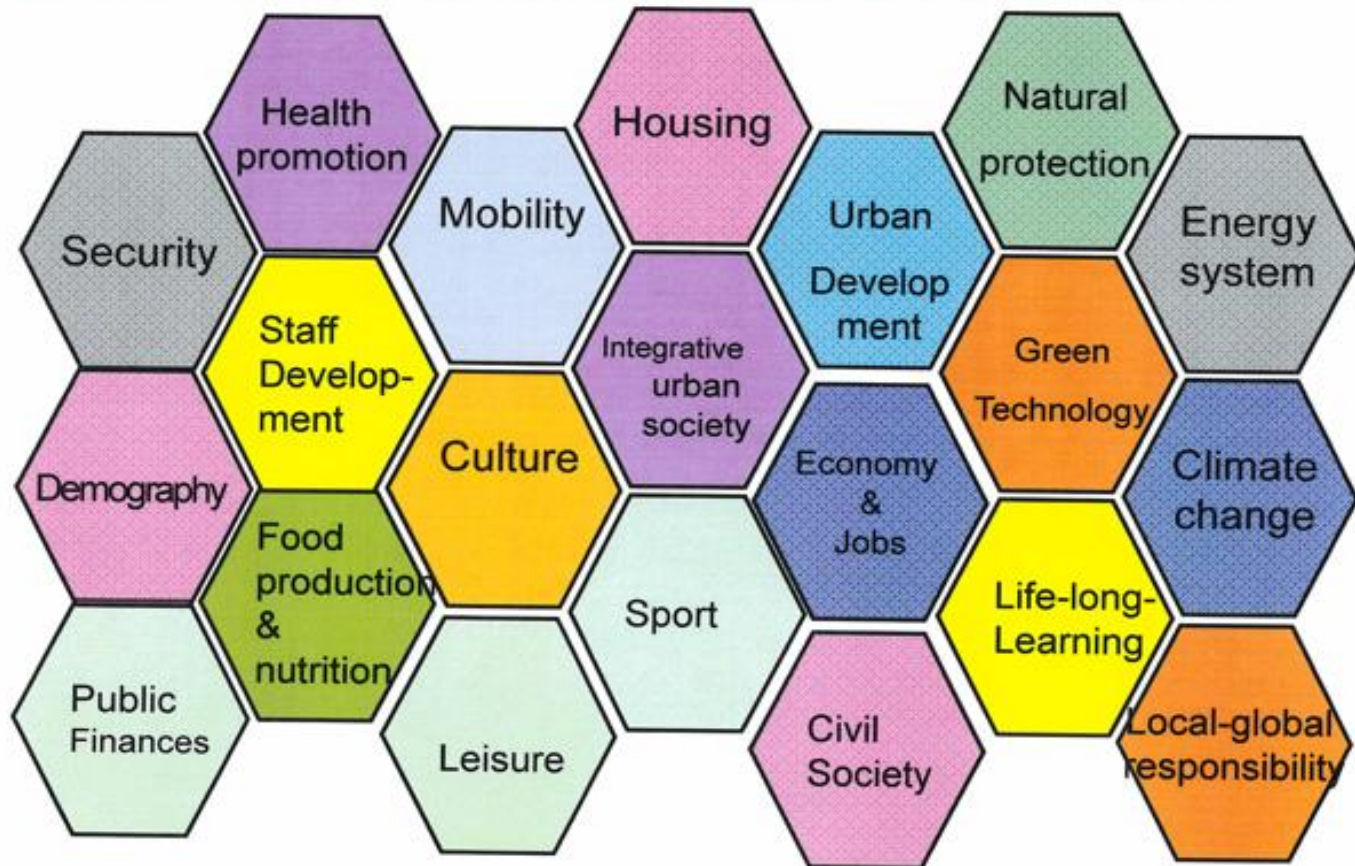 Health
promotion
Housing
Natural
protection
Security
Mobility
Urban
Develop
ment
Energy
system
Staff
Develop-
ment
Integrative
urban
society
Green
Technology
Demography
Culture
Economy
&
Jobs
Climate
change
Food
production
&
nutrition
Sport
Life-long-
Learning
Public
Finances
Leisure
Civil
Society
Local-global
responsibility